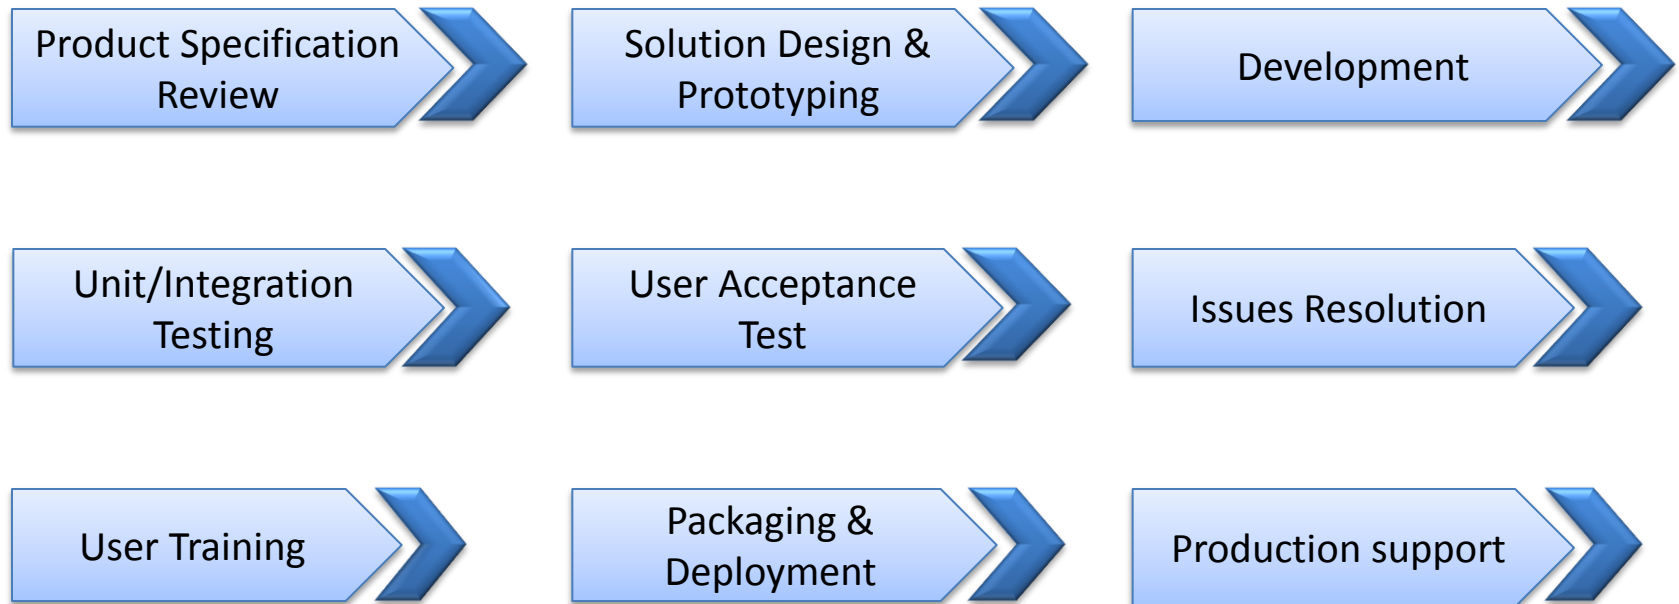 Product Specification
Review
Solution Design &
Prototyping
Development
Unit/Integration
Testing
User Acceptance
Test
Issues Resolution
User Training
Packaging &
Deployment
Production support